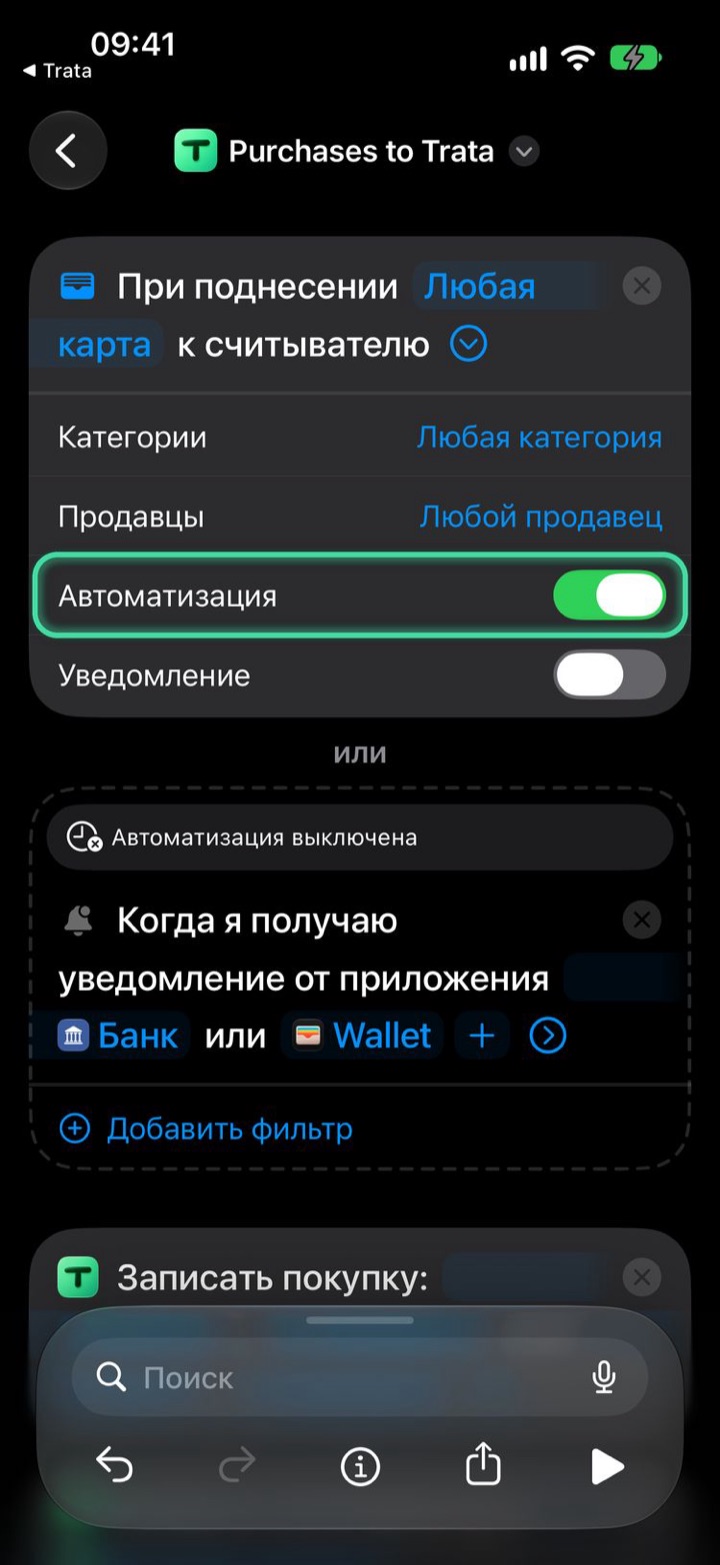 09:41
◀ Trata
Purchases to Trata
При поднесении Любая
карта к считывателю
Категории Любая категория
Продавцы Любой продавец
Автоматизация
Уведомление
или
Автоматизация выключена
Когда я получаю
уведомление от приложения
Банк или Wallet +
Добавить фильтр
T Записать покупку:
Поиск